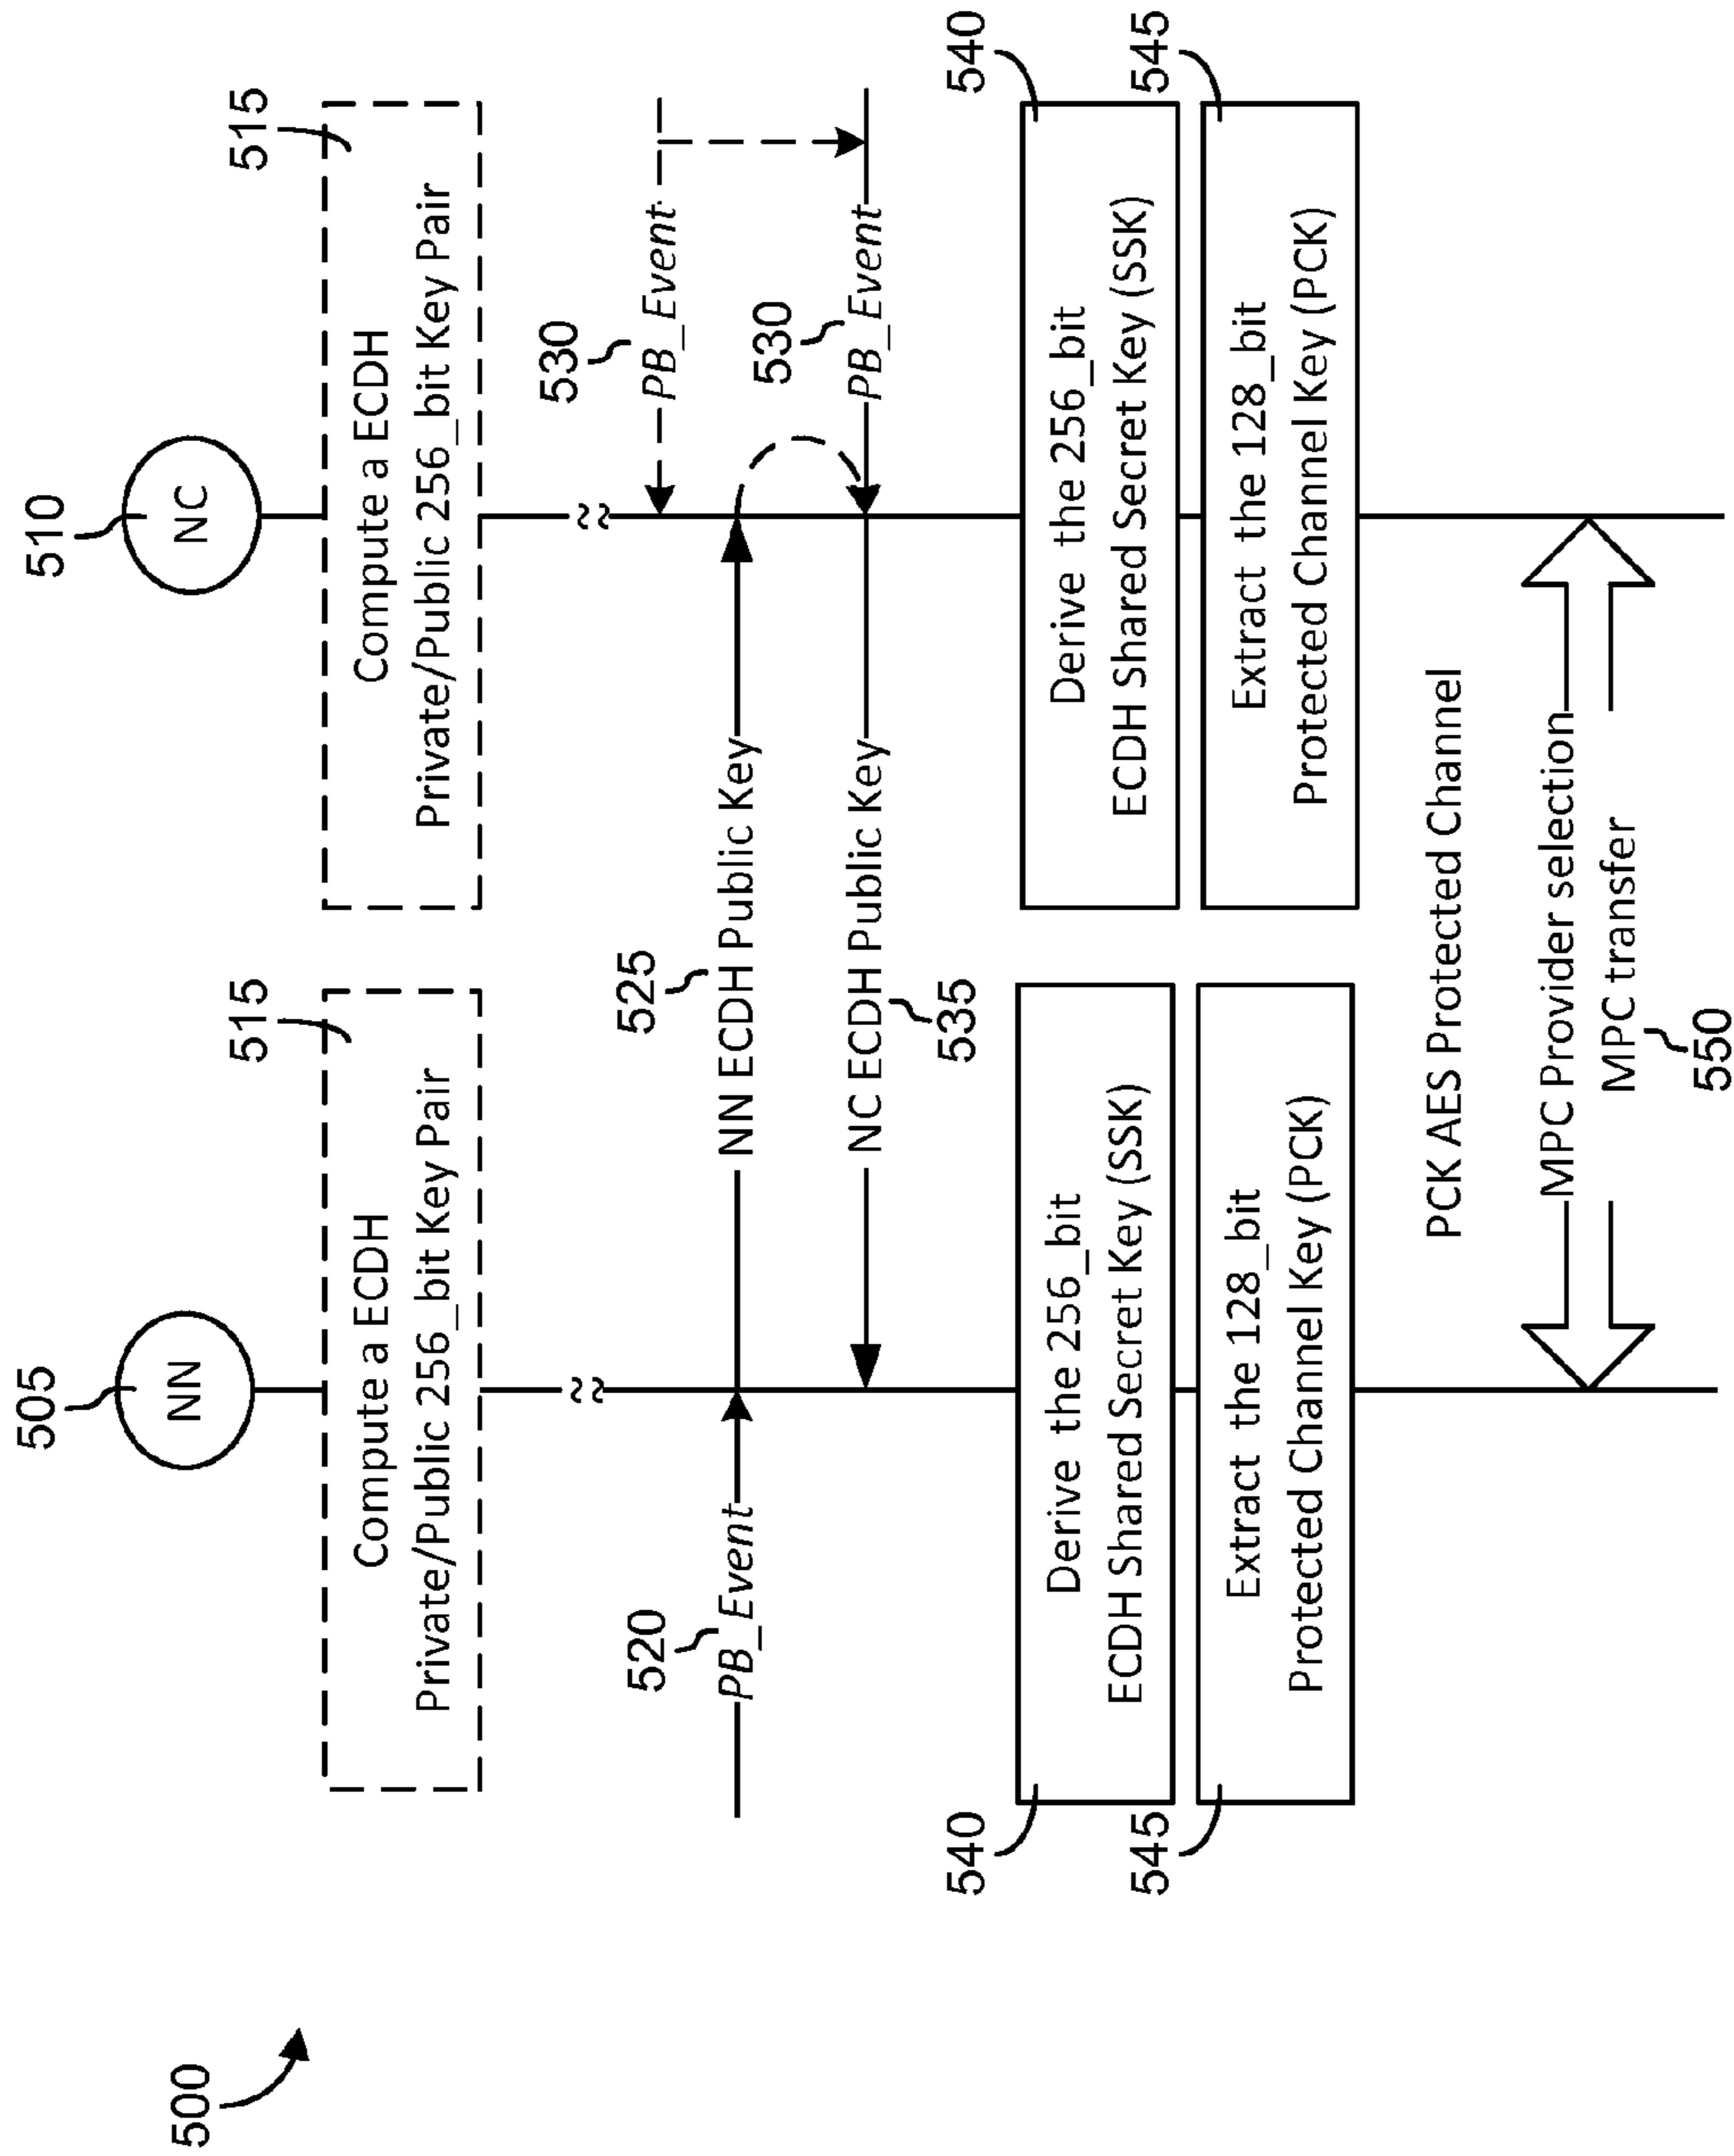 500
505
NN
510
NC
515
Compute a ECDH
Private/Public 256_bit Key Pair
515
Compute a ECDH
Private/Public 256_bit Key Pair
530
PB_Event
520
PB_Event
525
NN ECDH Public Key
530
PB_Event
NC ECDH Public Key
535
540
Derive the 256_bit
ECDH Shared Secret Key (SSK)
540
Derive the 256_bit
ECDH Shared Secret Key (SSK)
545
Extract the 128_bit
Protected Channel Key (PCK)
545
Extract the 128_bit
Protected Channel Key (PCK)
PCK AES Protected Channel
MPC Provider selection
MPC transfer
550